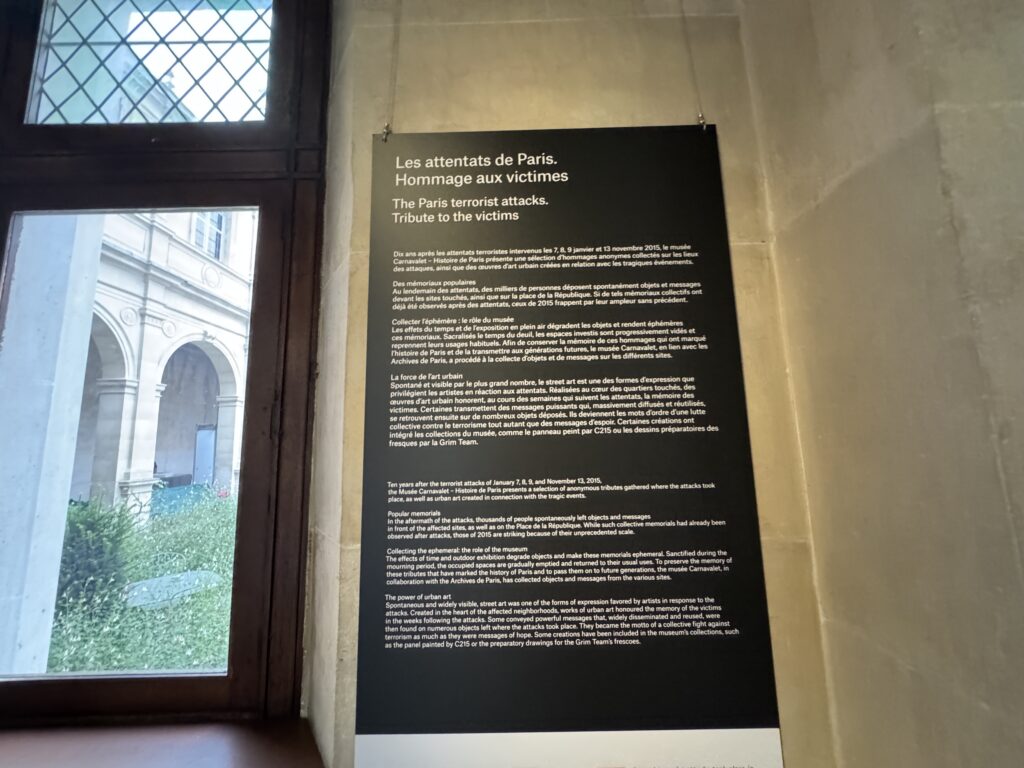 Les attentats de Paris.
Hommage aux victimes
The Paris terrorist attacks.
Tribute to the victims
Dix ans après les attentats terroristes intervenus les 7, 8, 9 janvier et 13 novembre 2015, le musée
Carnavalet – Histoire de Paris présente une sélection d'hommages anonymes collectés sur les lieux
des attaques, ainsi que des œuvres d'art urbain créées en relation avec les tragiques événements.
Des mémoriaux populaires
Au lendemain des attentats, des milliers de personnes déposent spontanément objets et messages
devant les sites touchés, ainsi que sur la place de la République. Si de tels mémoriaux collectifs ont
déjà été observés après des attentats, ceux de 2015 frappent par leur ampleur sans précédent.
Collecter l'éphémère : le rôle du musée
Les effets du temps et de l'exposition en plein air dégradent les objets et rendent éphémères
ces mémoriaux. Sacralisés le temps du deuil, les espaces investis sont progressivement vidés et
reprennent leurs usages habituels. Afin de conserver la mémoire de ces hommages qui ont marqué
l'histoire de Paris et de la transmettre aux générations futures, le musée Carnavalet, en lien avec les
Archives de Paris, a procédé à la collecte d'objets et de messages sur les différents sites.
La force de l'art urbain
Spontané et visible par le plus grand nombre, le street art est une des formes d'expression que
privilégient les artistes en réaction aux attentats. Réalisées au cœur des quartiers touchés, des
œuvres d'art urbain honorent, au cours des semaines qui suivent les attentats, la mémoire des
victimes. Certaines transmettent des messages puissants qui, massivement diffusés et réutilisés,
se retrouvent ensuite sur de nombreux objets déposés. Ils deviennent les mots d'ordre d'une lutte
collective contre le terrorisme tout autant que des messages d'espoir. Certaines créations ont
intégré les collections du musée, comme le panneau peint par C215 ou les dessins préparatoires des
fresques par la Grim Team.
Ten years after the terrorist attacks of January 7, 8, 9, and November 13, 2015,
the Musée Carnavalet – Histoire de Paris presents a selection of anonymous tributes gathered where the attacks took
place, as well as urban art created in connection with the tragic events.
Popular memorials
In the aftermath of the attacks, thousands of people spontaneously left objects and messages
in front of the affected sites, as well as on the Place de la République. While such collective memorials had already been
observed after attacks, those of 2015 are striking because of their unprecedented scale.
Collecting the ephemeral: the role of the museum
The effects of time and outdoor exhibition degrade objects and make these memorials ephemeral. Sanctified during the
mourning period, the occupied spaces are gradually emptied and returned to their usual uses. To preserve the memory of
these tributes that have marked the history of Paris and to pass them on to future generations, the musée Carnavalet, in
collaboration with the Archives de Paris, has collected objects and messages from the various sites.
The power of urban art
Spontaneous and widely visible, street art was one of the forms of expression favored by artists in response to the
attacks. Created in the heart of the affected neighborhoods, works of urban art honoured the memory of the victims
in the weeks following the attacks. Some conveyed powerful messages that, widely disseminated and reused, were
then found on numerous objects left where the attacks took place. They became the motto of a collective fight against
terrorism as much as they were messages of hope. Some creations have been included in the museum's collections, such
as the panel painted by C215 or the preparatory drawings for the Grim Team's frescoes.